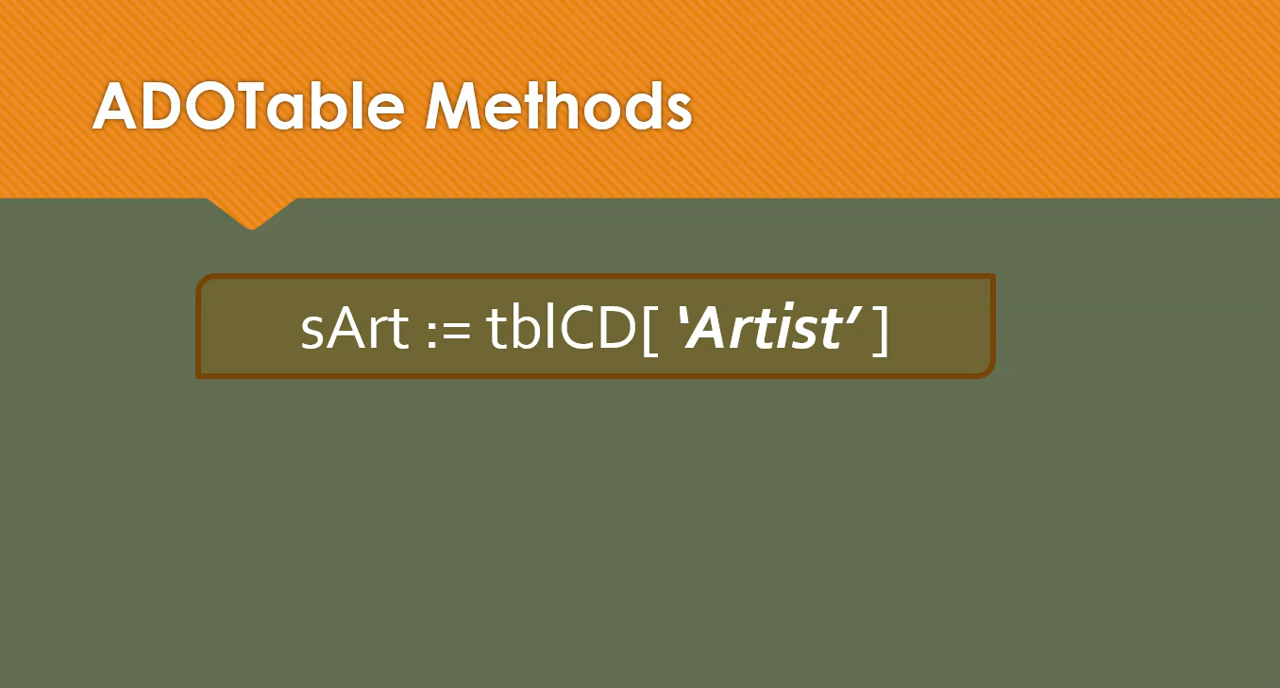 ADOTable Methods
sArt := tblCD[ ‘Artist’ ]